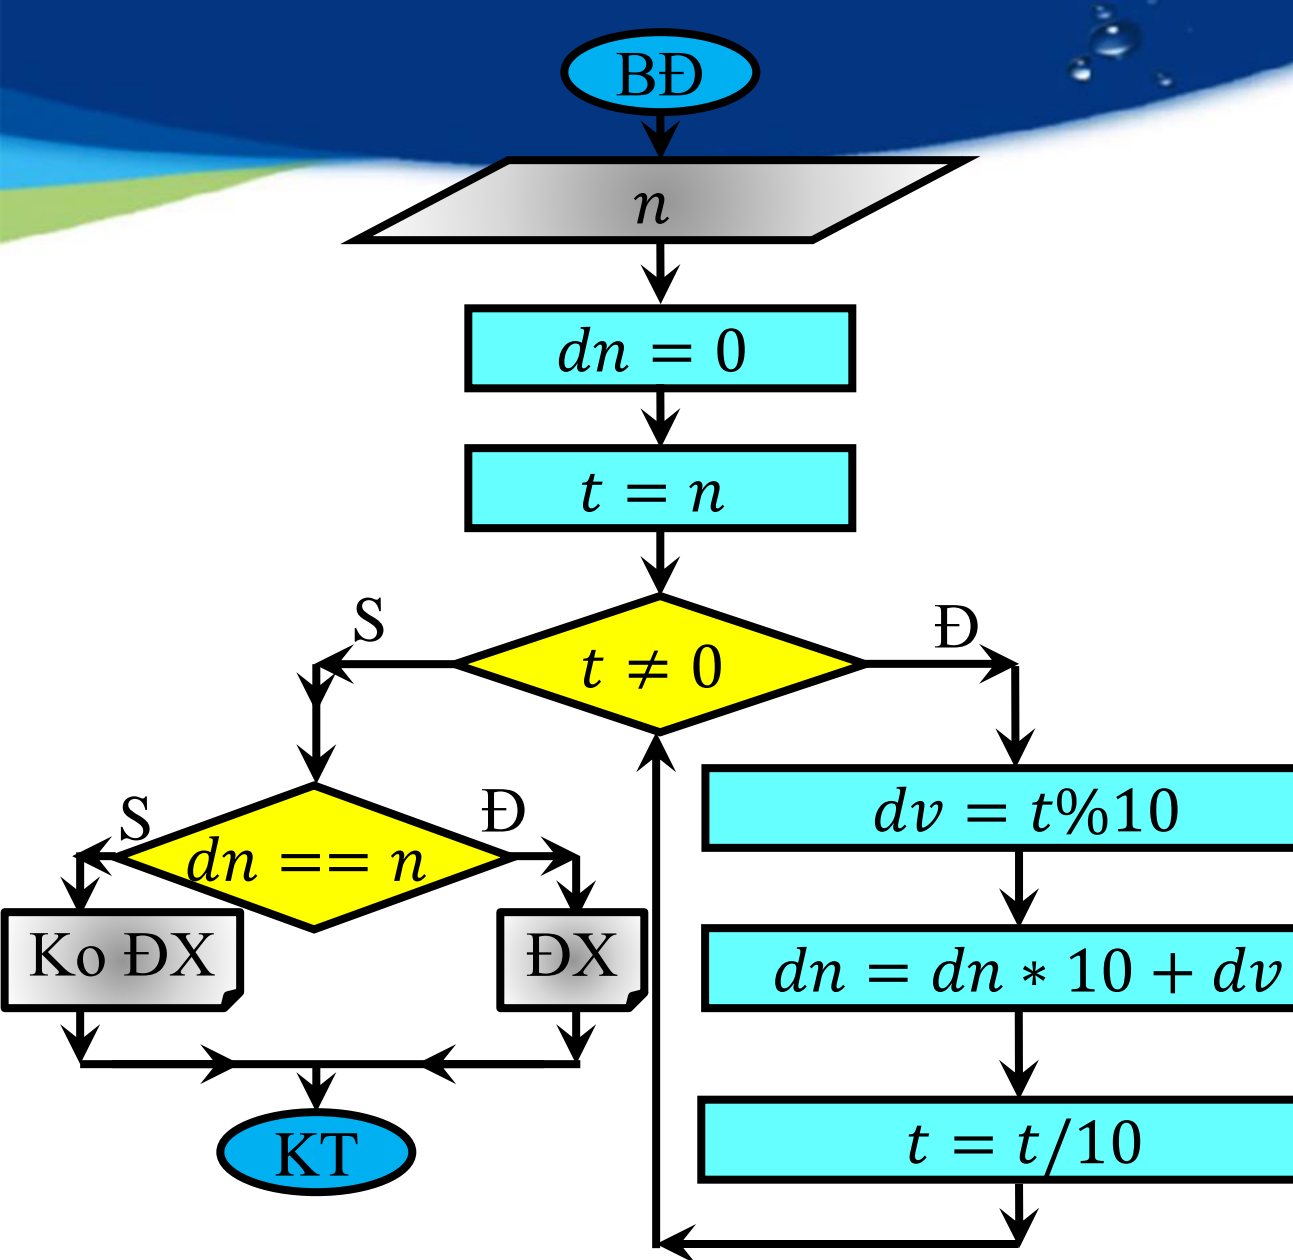 BĐ
n
dn = 0
t = n
t ≠ 0
S
Đ
dn == n
S
Đ
Ko ĐX
ĐX
KT
dv = t%10
dn = dn * 10 + dv
t = t/10